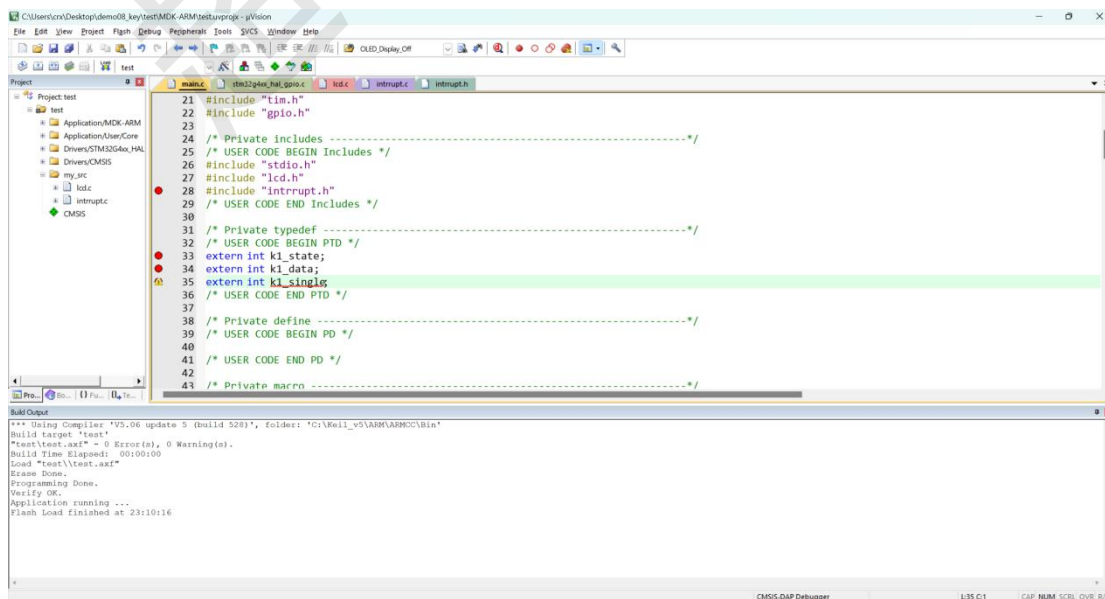 C:\Users\crx\Desktop\demo08_key\test\MDK-ARM\test.uvprojx - µVision
File Edit View Project Flash Debug Peripherals Tools SVCS Window Help
OLED_Display_Off
test
Project
main.c stm32g4xx_hal_gpio.c lcd.c intrrupt.c intrrupt.h
Project: test
test
Application/MDK-ARM
Application/User/Core
Drivers/STM32G4xx_HAL
Drivers/CMSIS
my_src
lcd.c
intrrupt.c
CMSIS
21 #include "tim.h"
22 #include "gpio.h"
23
24 /* Private includes ----------------------------------------------------------*/
25 /* USER CODE BEGIN Includes */
26 #include "stdio.h"
27 #include "lcd.h"
28 #include "intrrupt.h"
29 /* USER CODE END Includes */
30
31 /* Private typedef -----------------------------------------------------------*/
32 /* USER CODE BEGIN PTD */
33 extern int k1_state;
34 extern int k1_data;
35 extern int k1_single;
36 /* USER CODE END PTD */
37
38 /* Private define ------------------------------------------------------------*/
39 /* USER CODE BEGIN PD */
40
41 /* USER CODE END PD */
42
43 /* Private macro -------------------------------------------------------------*/
Pro... Bo... {} Fu... Te...
Build Output
*** Using Compiler 'V5.06 update 5 (build 528)', folder: 'C:\Keil_v5\ARM\ARMCC\Bin'
Build target 'test'
"test\test.axf" - 0 Error(s), 0 Warning(s).
Build Time Elapsed: 00:00:00
Load "test\\test.axf"
Erase Done.
Programming Done.
Verify OK.
Application running ...
Flash Load finished at 23:10:16
CMSIS-DAP Debugger L:35 C:1 CAP NUM SCRL OVR R/